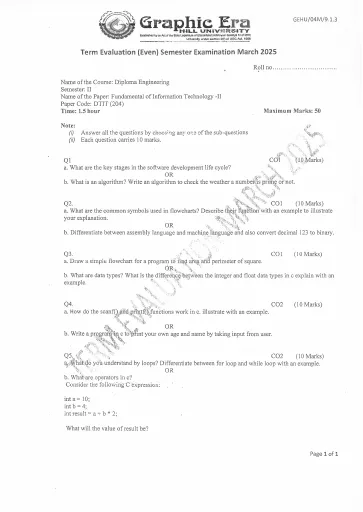 GEHU/04M/9.1.3
Graphic Era
HILL UNIVERSITY
Term Evaluation (Even) Semester Examination March 2025
Roll no
Name of the Course: Diploma Engineering
Semester: II
Name of the Paper: Fundamental of Information Technology -II
Paper Code: DTIT (204)
Time: 1.5 hour Maximum Marks: 50
Note:
(i) Answer all the questions by choosing any one of the sub-questions
(ii) Each question carries 10 marks.
Q1 CO1 (10 Marks)
a. What are the key stages in the software development life cycle?
OR
b. What is an algorithm? Write an algorithm to check the weather a number is prime or not.
Q2. CO1 (10 Marks)
a. What are the common symbols used in flowcharts? Describe their function with an example to illustrate
your explanation.
OR
b. Differentiate between assembly language and machine language and also convert decimal 123 to binary.
Q3. CO1 (10 Marks)
a. Draw a simple flowchart for a program to find area and perimeter of square.
OR
b. What are data types? What is the difference between the integer and float data types in c explain with an
example.
Q4. CO2 (10 Marks)
a. How do the scanf() and printf() functions work in c. illustrate with an example.
OR
b. Write a program in c to print your own age and name by taking input from user.
Q5. CO2 (10 Marks)
a. What do you understand by loops? Differentiate between for loop and while loop with an example.
OR
b. What are operators in c?
Consider the following C expression:
int a = 10;
int b = 4;
int result = a + b * 2;
What will the value of result be?
TERM EVALUATION MARCH 2025
Page 1 of 1